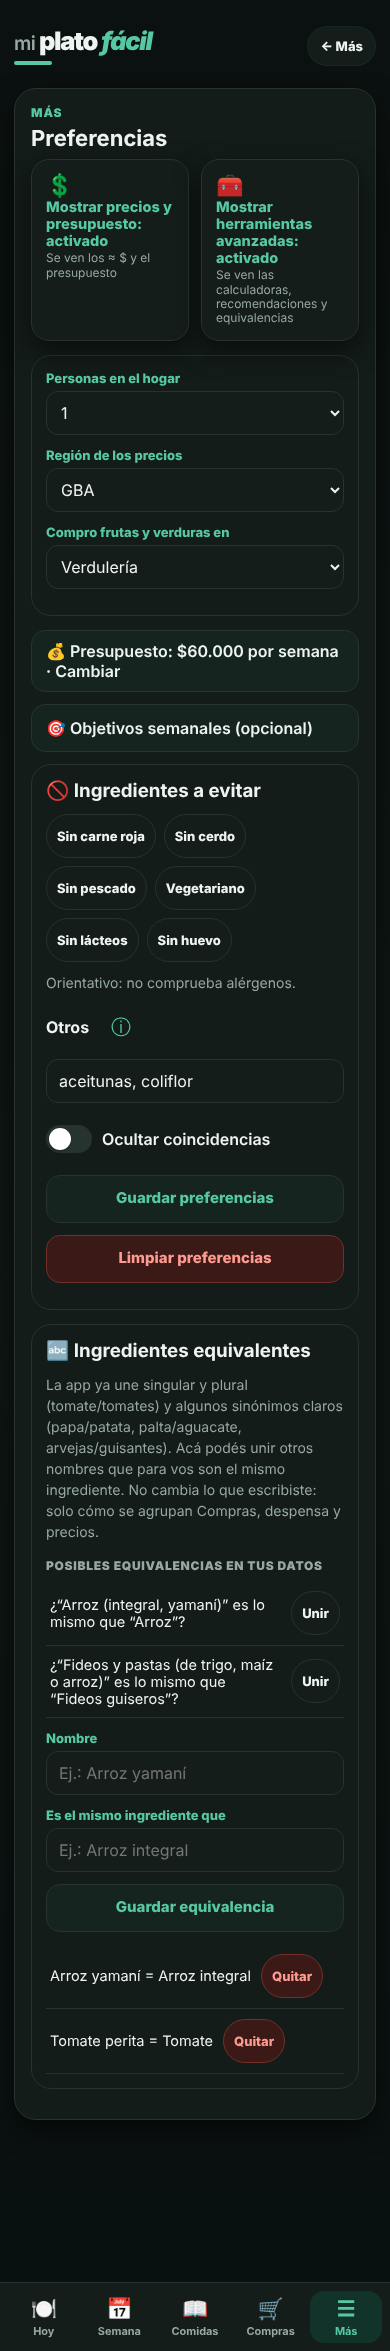 mi plato fácil
← Más
MÁS
Preferencias
Mostrar precios y
presupuesto:
activado
Se ven los ≈ $ y el
presupuesto
Mostrar
herramientas
avanzadas:
activado
Se ven las
calculadoras,
recomendaciones y
equivalencias
Personas en el hogar
1
Región de los precios
GBA
Compro frutas y verduras en
Verdulería
Presupuesto: $60.000 por semana
· Cambiar
Objetivos semanales (opcional)
Ingredientes a evitar
Sin carne roja
Sin cerdo
Sin pescado
Vegetariano
Sin lácteos
Sin huevo
Orientativo: no comprueba alérgenos.
Otros ⓘ
aceitunas, coliflor
Ocultar coincidencias
Guardar preferencias
Limpiar preferencias
Ingredientes equivalentes
La app ya une singular y plural
(tomate/tomates) y algunos sinónimos claros
(papa/patata, palta/aguacate,
arvejas/guisantes). Acá podés unir otros
nombres que para vos son el mismo
ingrediente. No cambia lo que escribiste:
solo cómo se agrupan Compras, despensa y
precios.
POSIBLES EQUIVALENCIAS EN TUS DATOS
¿“Arroz (integral, yamaní)” es lo
mismo que “Arroz”?
Unir
¿“Fideos y pastas (de trigo, maíz
o arroz)” es lo mismo que
“Fideos guiseros”?
Unir
Nombre
Ej.: Arroz yamaní
Es el mismo ingrediente que
Ej.: Arroz integral
Guardar equivalencia
Arroz yamaní = Arroz integral
Quitar
Tomate perita = Tomate
Quitar
Hoy
Semana
Comidas
Compras
Más